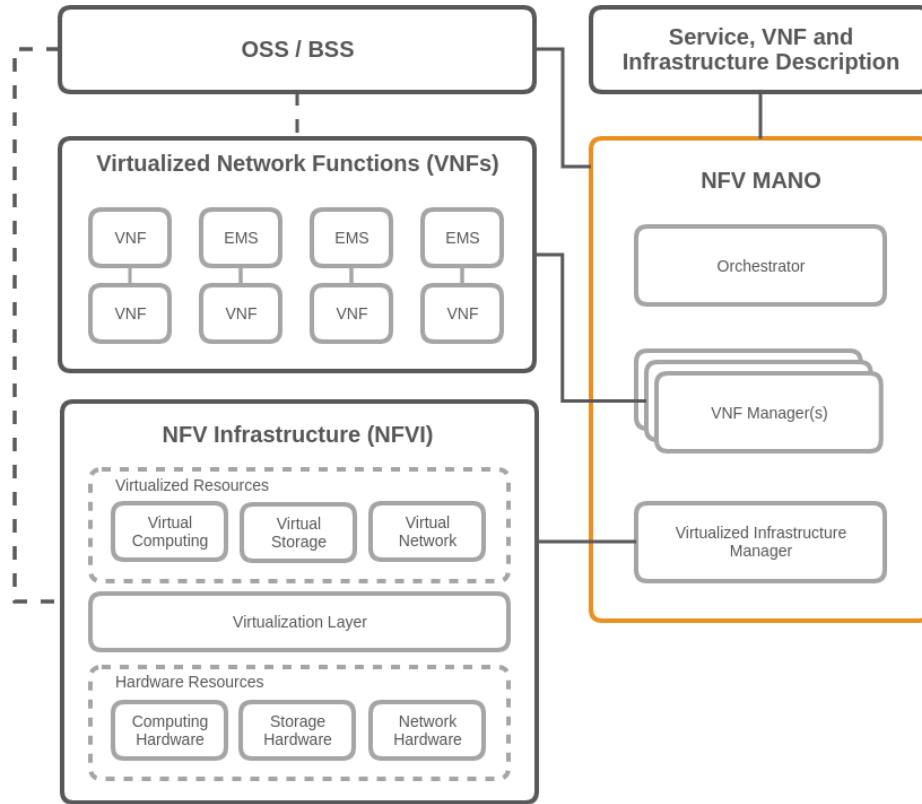 OSS / BSS
Service, VNF and
Infrastructure Description
Virtualized Network Functions (VNFs)
VNF
EMS
EMS
EMS
VNF
VNF
VNF
VNF
NFV MANO
Orchestrator
VNF Manager(s)
Virtualized Infrastructure
Manager
NFV Infrastructure (NFVI)
Virtualized Resources
Virtual
Computing
Virtual
Storage
Virtual
Network
Virtualization Layer
Hardware Resources
Computing
Hardware
Storage
Hardware
Network
Hardware